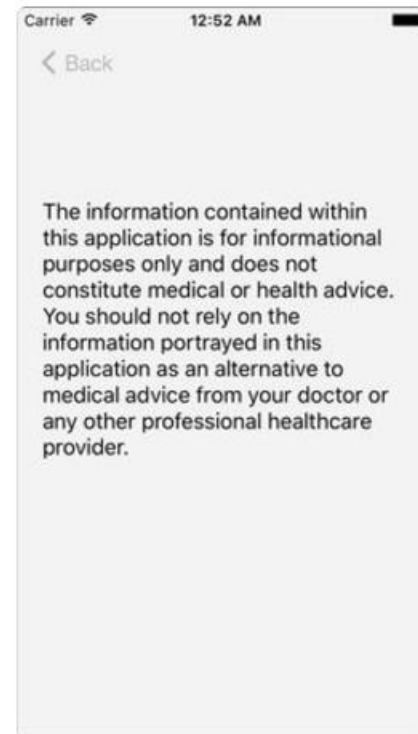 Carrier 12:52 AM
Back
The information contained within
this application is for informational
purposes only and does not
constitute medical or health advice.
You should not rely on the
information portrayed in this
application as an alternative to
medical advice from your doctor or
any other professional healthcare
provider.